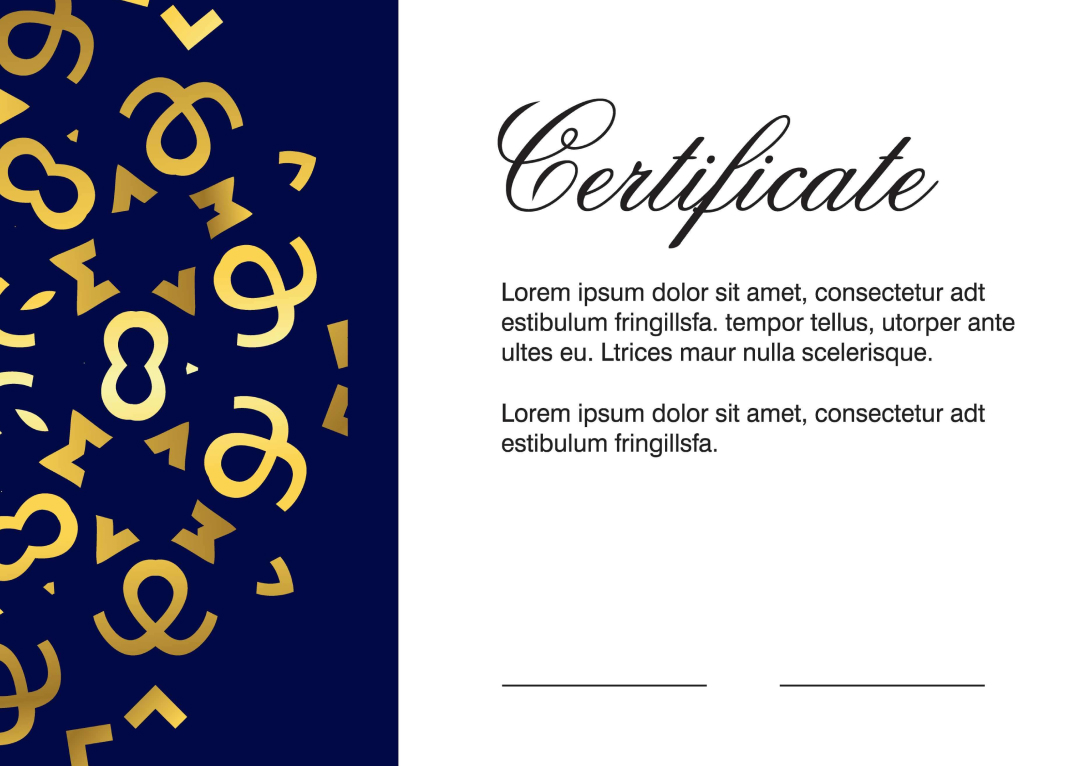 Certificate
Lorem ipsum dolor sit amet, consectetur adt
estibulum fringillsfa. tempor tellus, utorper ante
ultes eu. Ltrices maur nulla scelerisque.
Lorem ipsum dolor sit amet, consectetur adt
estibulum fringillsfa.